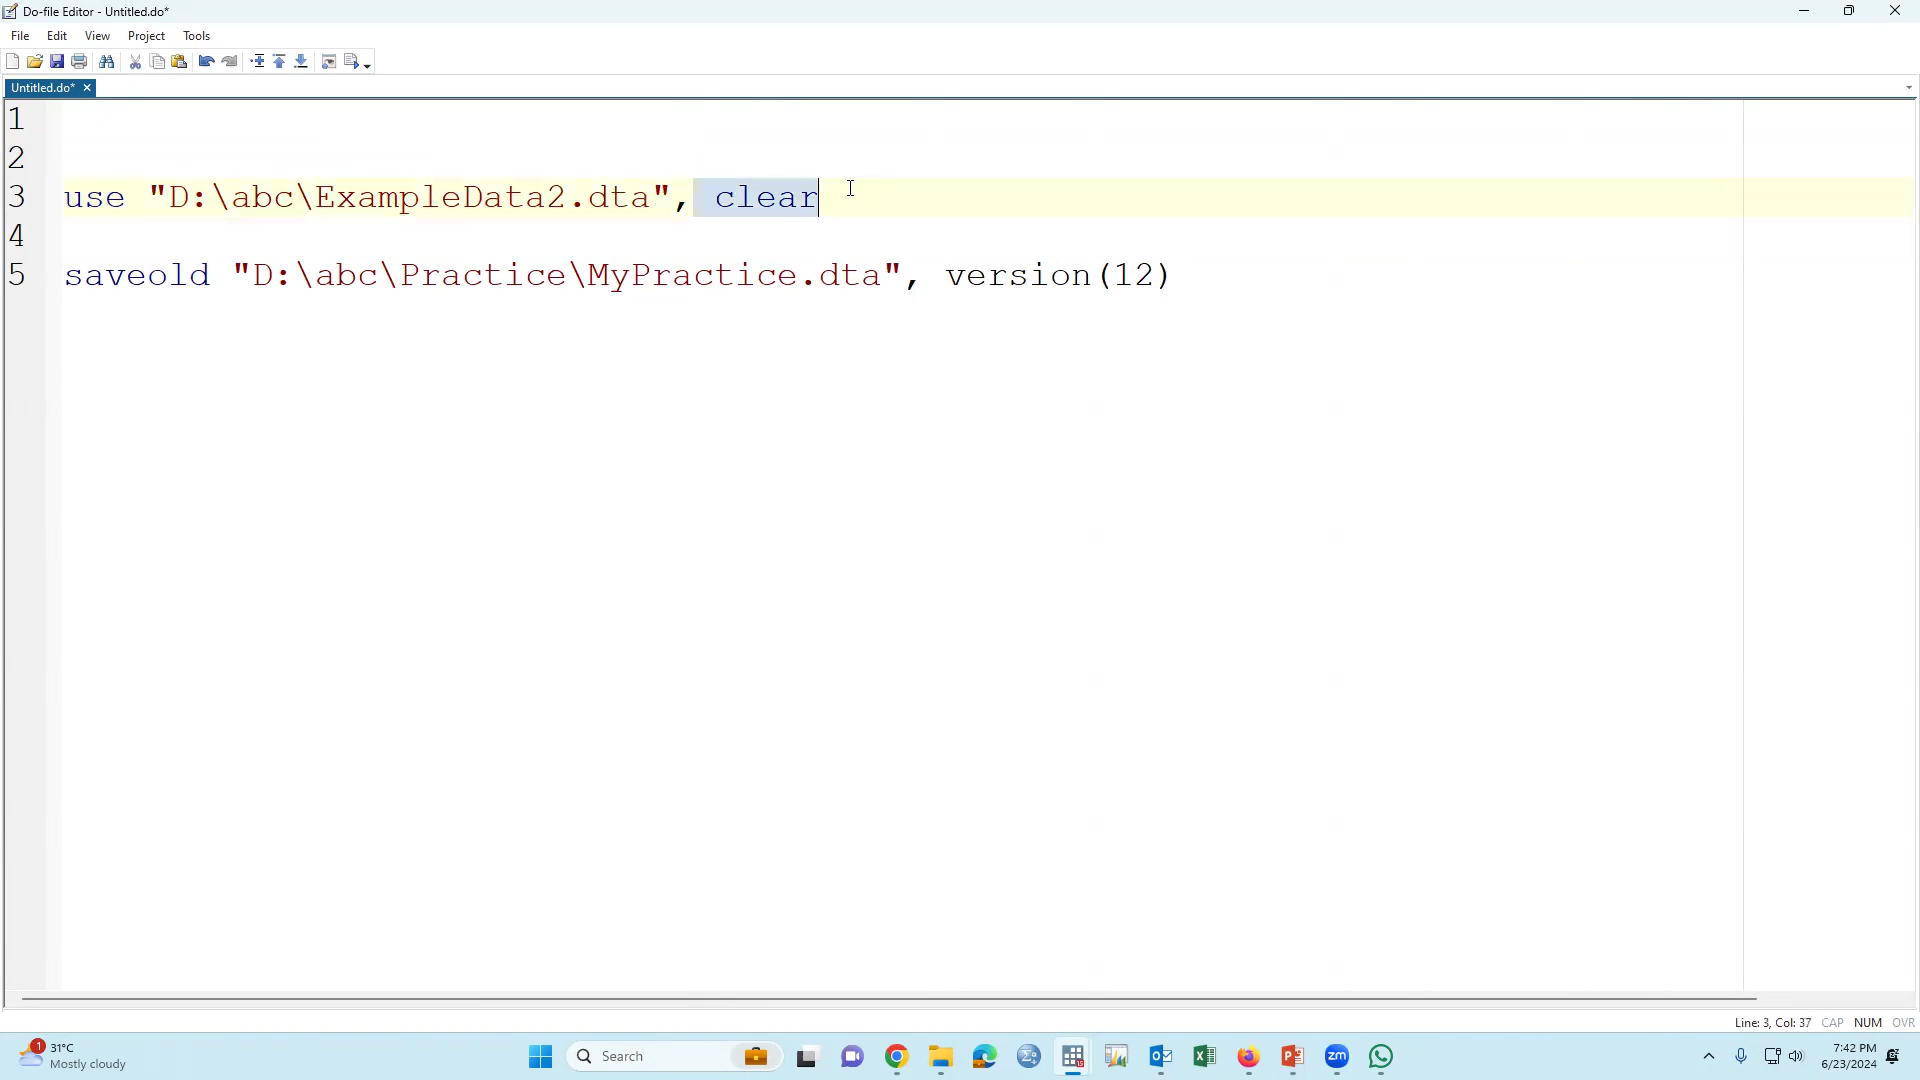 Do-file Editor - Untitled.do*
File Edit View Project Tools
Untitled.do*
1
2
3 use "D:\abc\ExampleData2.dta", clear
4
5 saveold "D:\abc\Practice\MyPractice.dta", version(12)
Line: 3, Col: 37 CAP NUM OVR
1
31°C
Mostly cloudy
Search
zm
7:42 PM
6/23/2024